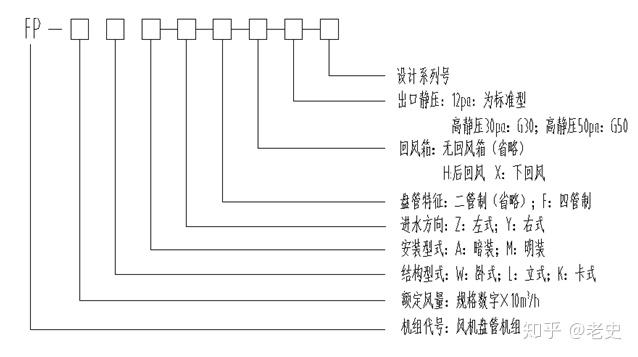 FP-□□□-□-□-□-□-□
设计系列号
出口静压：12pa：为标准型
高静压30pa：G30；高静压50pa：G50
回风箱：无回风箱（省略）
H:后回风 X：下回风
盘管特征：二管制（省略）；F：四管制
进水方向：Z：左式；Y：右式
安装型式：A：暗装；M：明装
结构型式：W：卧式；L：立式；K：卡式
额定风量：规格数字×10m³/h
机组代号：风机盘管机组
知乎 @老史